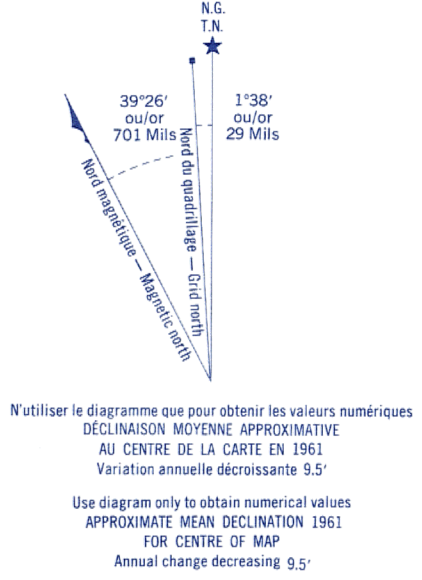 N.G.
T.N.
39°26'
ou/or
701 Mils
1°38'
ou/or
29 Mils
Nord magnétique — Magnetic north
Nord du quadrillage — Grid north
N'utiliser le diagramme que pour obtenir les valeurs numériques
DÉCLINAISON MOYENNE APPROXIMATIVE
AU CENTRE DE LA CARTE EN 1961
Variation annuelle décroissante 9.5'
Use diagram only to obtain numerical values
APPROXIMATE MEAN DECLINATION 1961
FOR CENTRE OF MAP
Annual change decreasing 9.5'